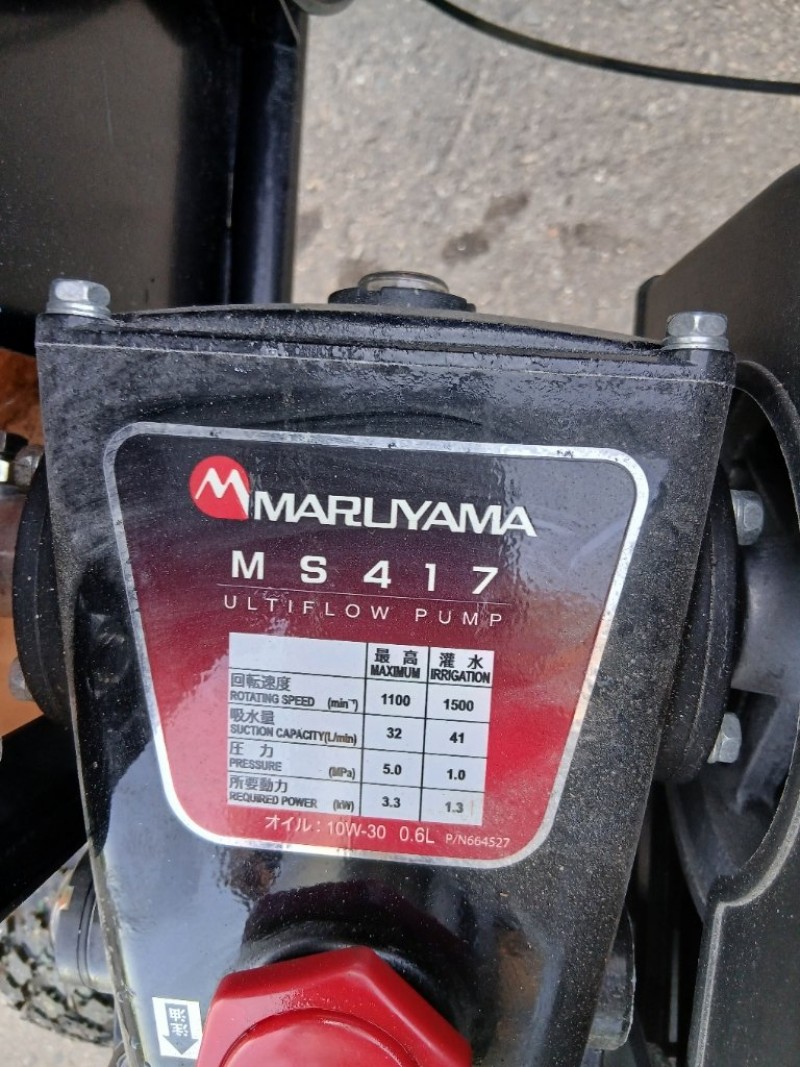 MARUYAMA
MS417
ULTIFLOW PUMP
最高 灌水
MAXIMUM IRRIGATION
回転速度
ROTATING SPEED (min⁻¹) 1100 1500
吸水量
SUCTION CAPACITY(L/min) 32 41
圧力
PRESSURE (MPa) 5.0 1.0
所要動力
REQUIRED POWER (kW) 3.3 1.3
オイル：10W-30 0.6L P/N664527
注油